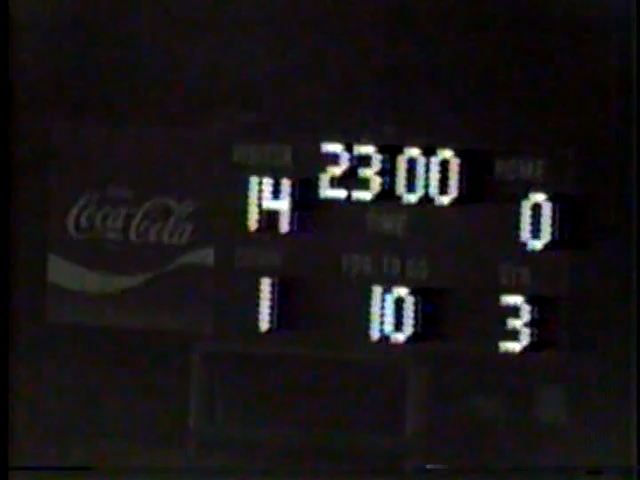 VISITOR 23:00 HOME
14 TIME 0
Coca-Cola
DOWN YDS. TO GO QTR
1 10 3